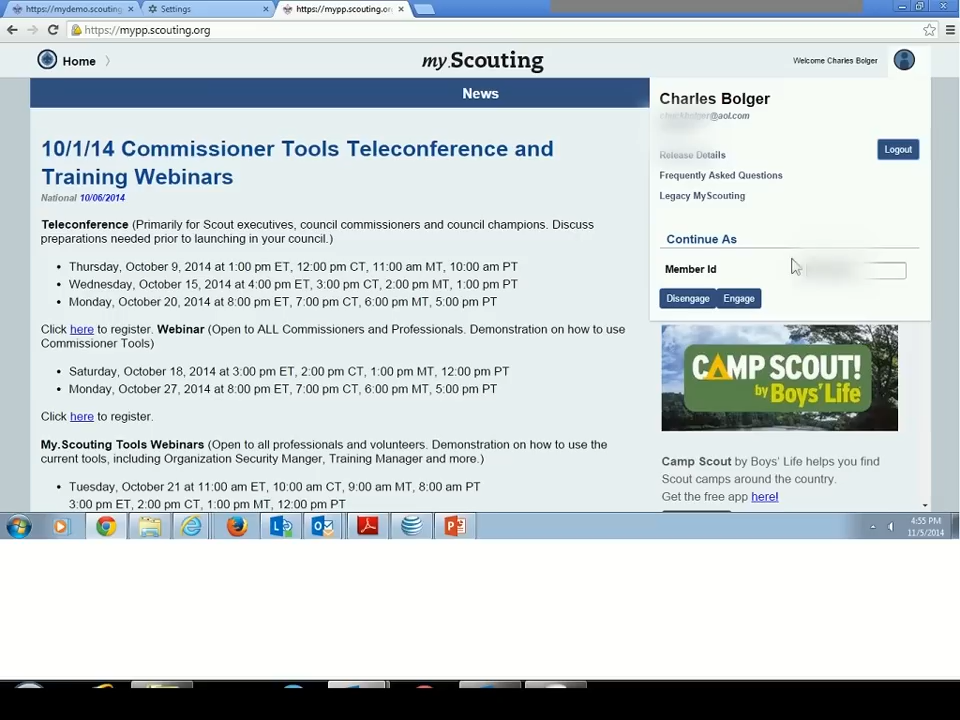 https://mydemo.scouting
Settings
https://mypp.scouting.org
https://mypp.scouting.org
Home
my.Scouting
Welcome Charles Bolger
News
Charles Bolger
@aol.com
Release Details
Logout
Frequently Asked Questions
Legacy MyScouting
Continue As
Member Id
Disengage Engage
10/1/14 Commissioner Tools Teleconference and
Training Webinars
National 10/06/2014
Teleconference (Primarily for Scout executives, council commissioners and council champions. Discuss
preparations needed prior to launching in your council.)
• Thursday, October 9, 2014 at 1:00 pm ET, 12:00 pm CT, 11:00 am MT, 10:00 am PT
• Wednesday, October 15, 2014 at 4:00 pm ET, 3:00 pm CT, 2:00 pm MT, 1:00 pm PT
• Monday, October 20, 2014 at 8:00 pm ET, 7:00 pm CT, 6:00 pm MT, 5:00 pm PT
Click here to register. Webinar (Open to ALL Commissioners and Professionals. Demonstration on how to use
Commissioner Tools)
• Saturday, October 18, 2014 at 3:00 pm ET, 2:00 pm CT, 1:00 pm MT, 12:00 pm PT
• Monday, October 27, 2014 at 8:00 pm ET, 7:00 pm CT, 6:00 pm MT, 5:00 pm PT
Click here to register.
My.Scouting Tools Webinars (Open to all professionals and volunteers. Demonstration on how to use the
current tools, including Organization Security Manger, Training Manager and more.)
• Tuesday, October 21 at 11:00 am ET, 10:00 am CT, 9:00 am MT, 8:00 am PT
3:00 pm ET, 2:00 pm CT, 1:00 pm MT, 12:00 pm PT
CAMP SCOUT!
by Boys' Life
Camp Scout by Boys' Life helps you find
Scout camps around the country.
Get the free app here!
4:55 PM
11/5/2014